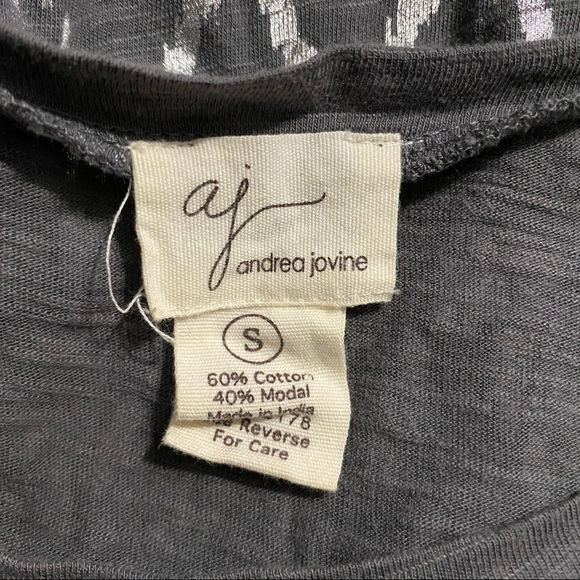 aj
andrea jovine
S
60% Cotton
40% Modal
Made in India
178
Reverse
For Care